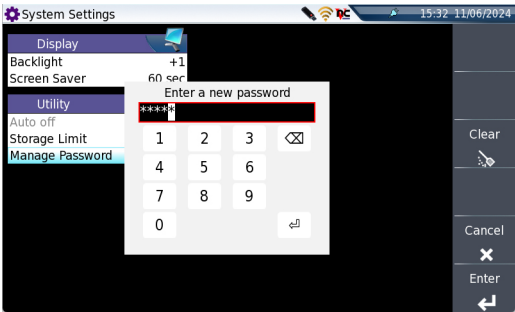 System Settings
DC
15:32 11/06/2024
Display
Backlight +1
Screen Saver 60 sec
Utility
Auto off
Storage Limit
Manage Password
Enter a new password
*****
1 2 3
4 5 6
7 8 9
0
Clear
Cancel
Enter